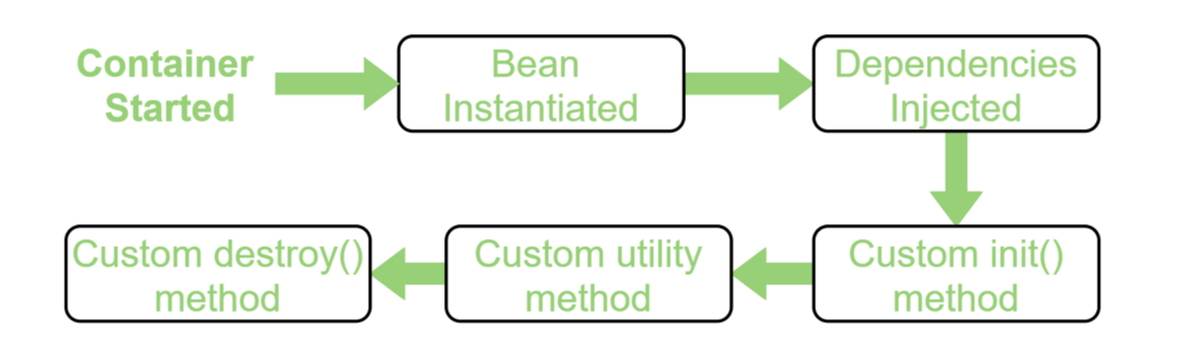 Container
Started
Bean
Instantiated
Dependencies
Injected
Custom init()
method
Custom utility
method
Custom destroy()
method